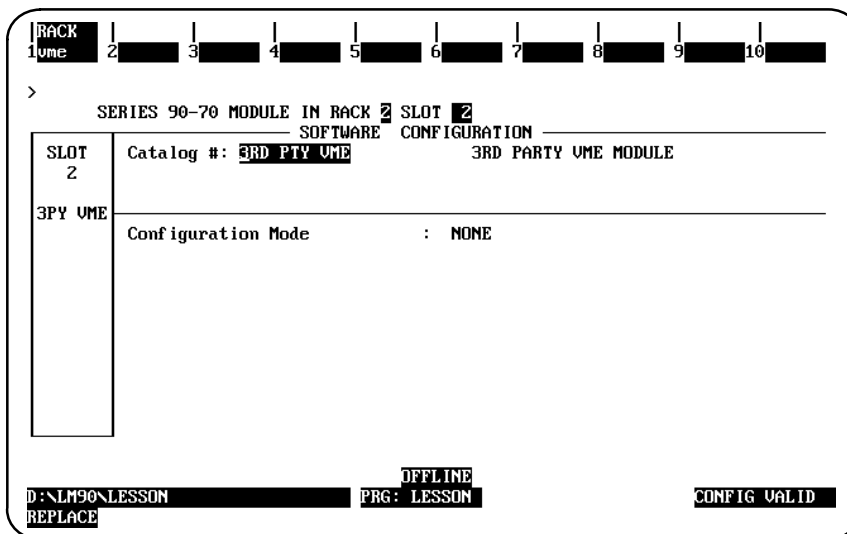 RACK
1vme 2 3 4 5 6 7 8 9 10
>
SERIES 90-70 MODULE IN RACK 2 SLOT 2
SOFTWARE CONFIGURATION
SLOT Catalog #: 3RD PTY VME 3RD PARTY VME MODULE
2
3PY VME
Configuration Mode : NONE
OFFLINE
D:\LM90\LESSON PRG: LESSON CONFIG VALID
REPLACE